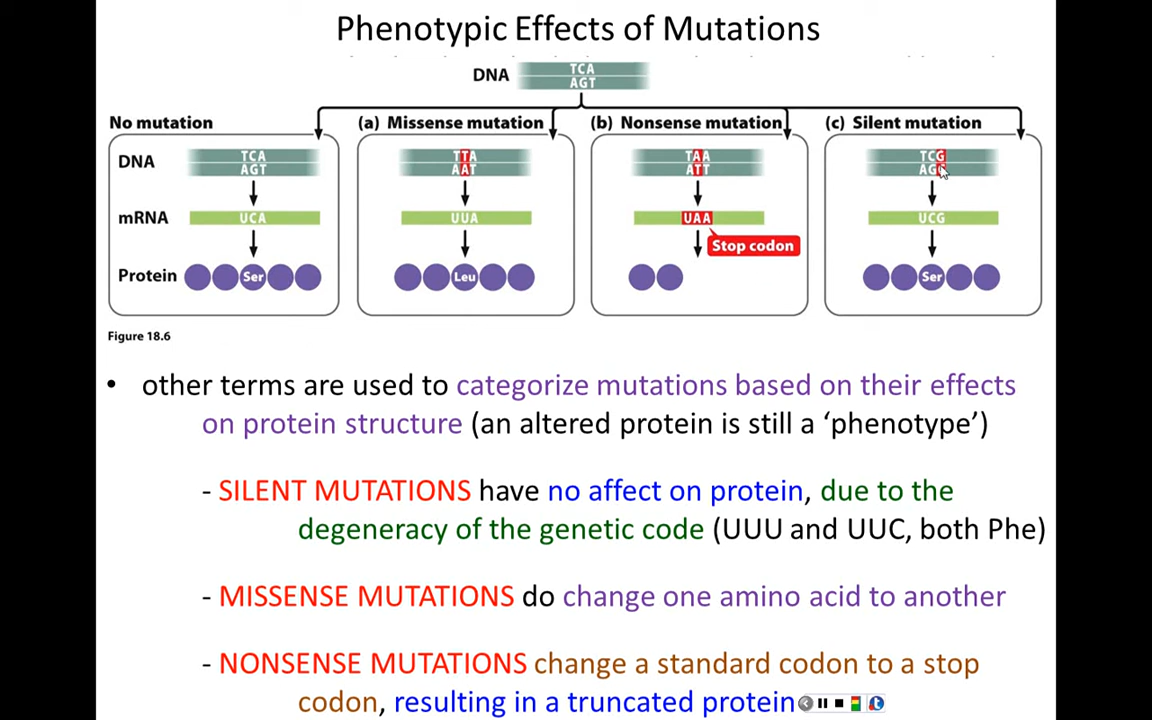 Phenotypic Effects of Mutations
DNA
TCA
AGT
No mutation
(a) Missense mutation
(b) Nonsense mutation
(c) Silent mutation
DNA
TCA
AGT
TTA
AAT
TAA
ATT
TCG
AG
mRNA
UCA
UUA
UAA
UCG
Stop codon
Protein
Ser
Leu
Ser
Figure 18.6
• other terms are used to categorize mutations based on their effects
on protein structure (an altered protein is still a ‘phenotype’)
- SILENT MUTATIONS have no affect on protein, due to the
degeneracy of the genetic code (UUU and UUC, both Phe)
- MISSENSE MUTATIONS do change one amino acid to another
- NONSENSE MUTATIONS change a standard codon to a stop
codon, resulting in a truncated protein